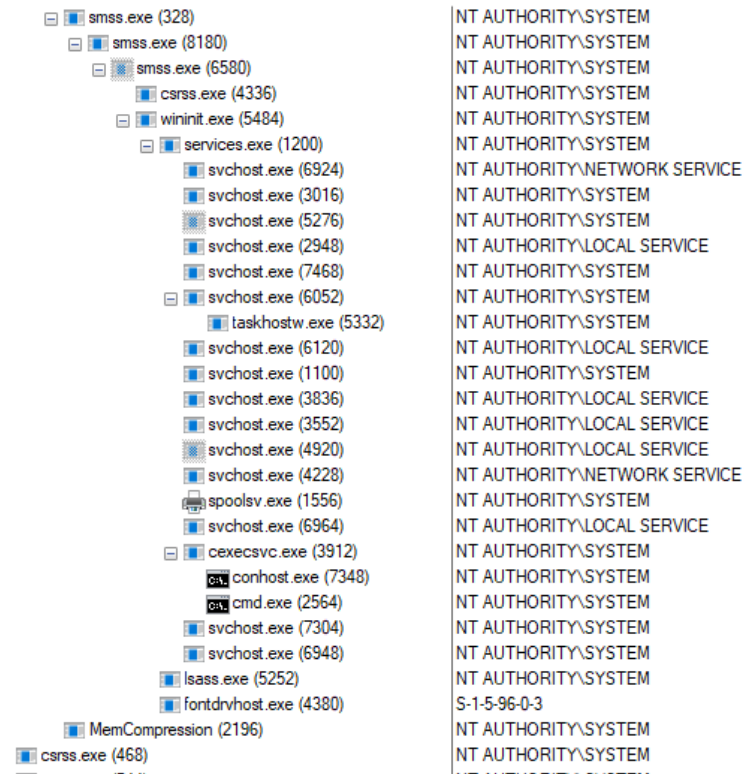 smss.exe (328) NT AUTHORITY\SYSTEM
smss.exe (8180) NT AUTHORITY\SYSTEM
smss.exe (6580) NT AUTHORITY\SYSTEM
csrss.exe (4336) NT AUTHORITY\SYSTEM
wininit.exe (5484) NT AUTHORITY\SYSTEM
services.exe (1200) NT AUTHORITY\SYSTEM
svchost.exe (6924) NT AUTHORITY\NETWORK SERVICE
svchost.exe (3016) NT AUTHORITY\SYSTEM
svchost.exe (5276) NT AUTHORITY\SYSTEM
svchost.exe (2948) NT AUTHORITY\LOCAL SERVICE
svchost.exe (7468) NT AUTHORITY\SYSTEM
svchost.exe (6052) NT AUTHORITY\SYSTEM
taskhostw.exe (5332) NT AUTHORITY\SYSTEM
svchost.exe (6120) NT AUTHORITY\LOCAL SERVICE
svchost.exe (1100) NT AUTHORITY\SYSTEM
svchost.exe (3836) NT AUTHORITY\LOCAL SERVICE
svchost.exe (3552) NT AUTHORITY\LOCAL SERVICE
svchost.exe (4920) NT AUTHORITY\LOCAL SERVICE
svchost.exe (4228) NT AUTHORITY\NETWORK SERVICE
spoolsv.exe (1556) NT AUTHORITY\SYSTEM
svchost.exe (6964) NT AUTHORITY\LOCAL SERVICE
cexecsvc.exe (3912) NT AUTHORITY\SYSTEM
conhost.exe (7348) NT AUTHORITY\SYSTEM
cmd.exe (2564) NT AUTHORITY\SYSTEM
svchost.exe (7304) NT AUTHORITY\SYSTEM
svchost.exe (6948) NT AUTHORITY\SYSTEM
lsass.exe (5252) NT AUTHORITY\SYSTEM
fontdrvhost.exe (4380) S-1-5-96-0-3
MemCompression (2196) NT AUTHORITY\SYSTEM
csrss.exe (468) NT AUTHORITY\SYSTEM